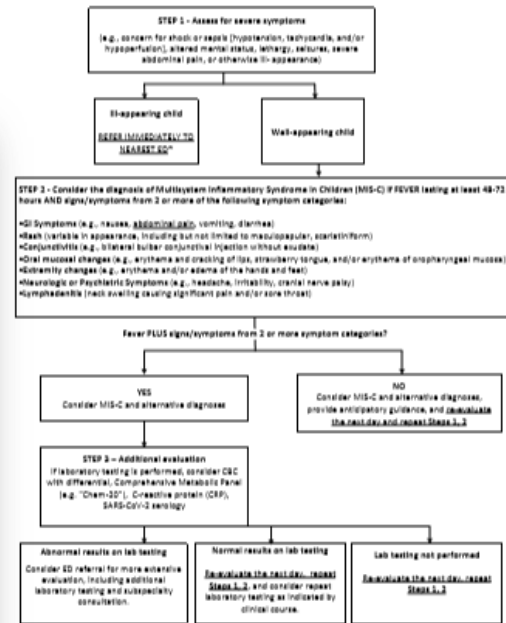 STEP 1 - Assess for severe symptoms
(e.g., concern for shock or sepsis [hypotension, tachycardia, and/or
hypoperfusion], altered mental status, lethargy, seizures, severe
abdominal pain, or otherwise ill- appearance)
Ill-appearing child
REFER IMMEDIATELY TO
NEAREST ED
Well-appearing child
STEP 2 - Consider the diagnosis of Multisystem Inflammatory Syndrome in Children (MIS-C) if FEVER lasting at least 48-72
hours AND signs/symptoms from 2 or more of the following symptom categories:
•GI Symptoms (e.g., nausea, abdominal pain, vomiting, diarrhea)
•Rash (variable in appearance, including but not limited to maculopapular, scarlatiniform)
•Conjunctivitis (e.g., bilateral bulbar conjunctival injection without exudate)
•Oral mucosal changes (e.g., erythema and cracking of lips, strawberry tongue, and/or erythema of oropharyngeal mucosa)
•Extremity changes (e.g., erythema and/or edema of the hands and feet)
•Neurologic or Psychiatric Symptoms (e.g., headache, irritability, cranial nerve palsy)
•Lymphadenitis (neck swelling causing significant pain and/or sore throat)
Fever PLUS signs/symptoms from 2 or more symptom categories?
YES
Consider MIS-C and alternative diagnoses
NO
Consider MIS-C and alternative diagnoses,
provide anticipatory guidance, and re-evaluate
the next day and repeat Steps 1, 2
STEP 3 – Additional evaluation
If laboratory testing is performed, consider CBC
with differential, Comprehensive Metabolic Panel
(e.g. "Chem-20"), C-reactive protein (CRP),
SARS-CoV-2 serology
Abnormal results on lab testing
Consider ED referral for more extensive
evaluation, including additional
laboratory testing and subspecialty
consultation.
Normal results on lab testing
Re-evaluate the next day, repeat
Steps 1, 2, and consider repeat
laboratory testing as indicated by
clinical course.
Lab testing not performed
Re-evaluate the next day, repeat
Steps 1, 2